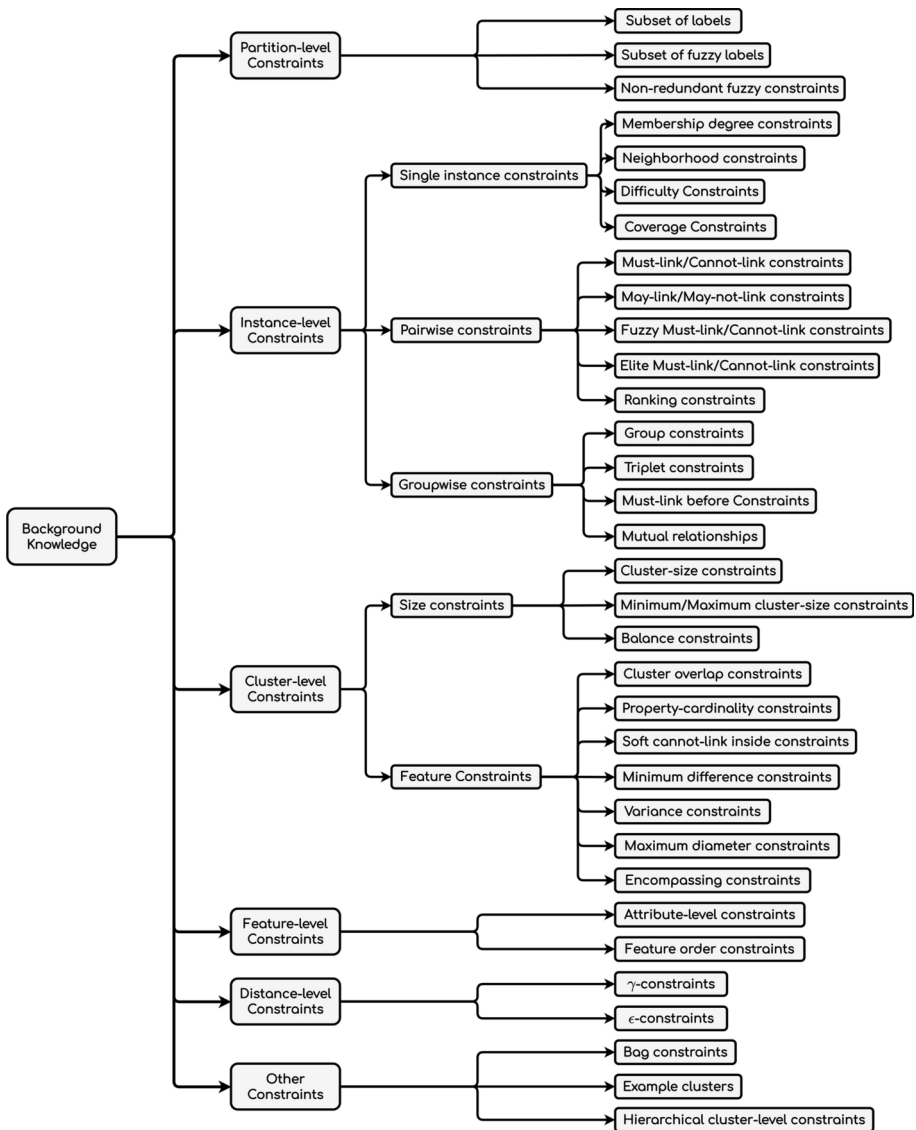 Background
Knowledge
Partition-level
Constraints
Subset of labels
Subset of fuzzy labels
Non-redundant fuzzy constraints
Instance-level
Constraints
Single instance constraints
Membership degree constraints
Neighborhood constraints
Difficulty Constraints
Coverage Constraints
Pairwise constraints
Must-link/Cannot-link constraints
May-link/May-not-link constraints
Fuzzy Must-link/Cannot-link constraints
Elite Must-link/Cannot-link constraints
Ranking constraints
Groupwise constraints
Group constraints
Triplet constraints
Must-link before Constraints
Mutual relationships
Cluster-level
Constraints
Size constraints
Cluster-size constraints
Minimum/Maximum cluster-size constraints
Balance constraints
Feature Constraints
Cluster overlap constraints
Property-cardinality constraints
Soft cannot-link inside constraints
Minimum difference constraints
Variance constraints
Maximum diameter constraints
Encompassing constraints
Feature-level
Constraints
Attribute-level constraints
Feature order constraints
Distance-level
Constraints
γ-constraints
ϵ-constraints
Other
Constraints
Bag constraints
Example clusters
Hierarchical cluster-level constraints